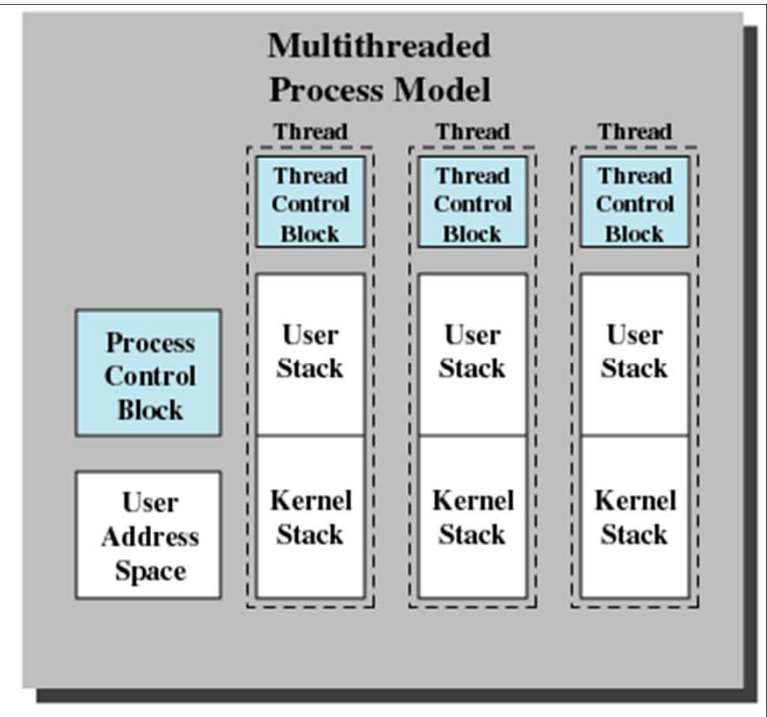 Multithreaded
Process Model
Thread
Thread
Thread
Thread
Control
Block
Thread
Control
Block
Thread
Control
Block
Process
Control
Block
User
Address
Space
User
Stack
Kernel
Stack
User
Stack
Kernel
Stack
User
Stack
Kernel
Stack